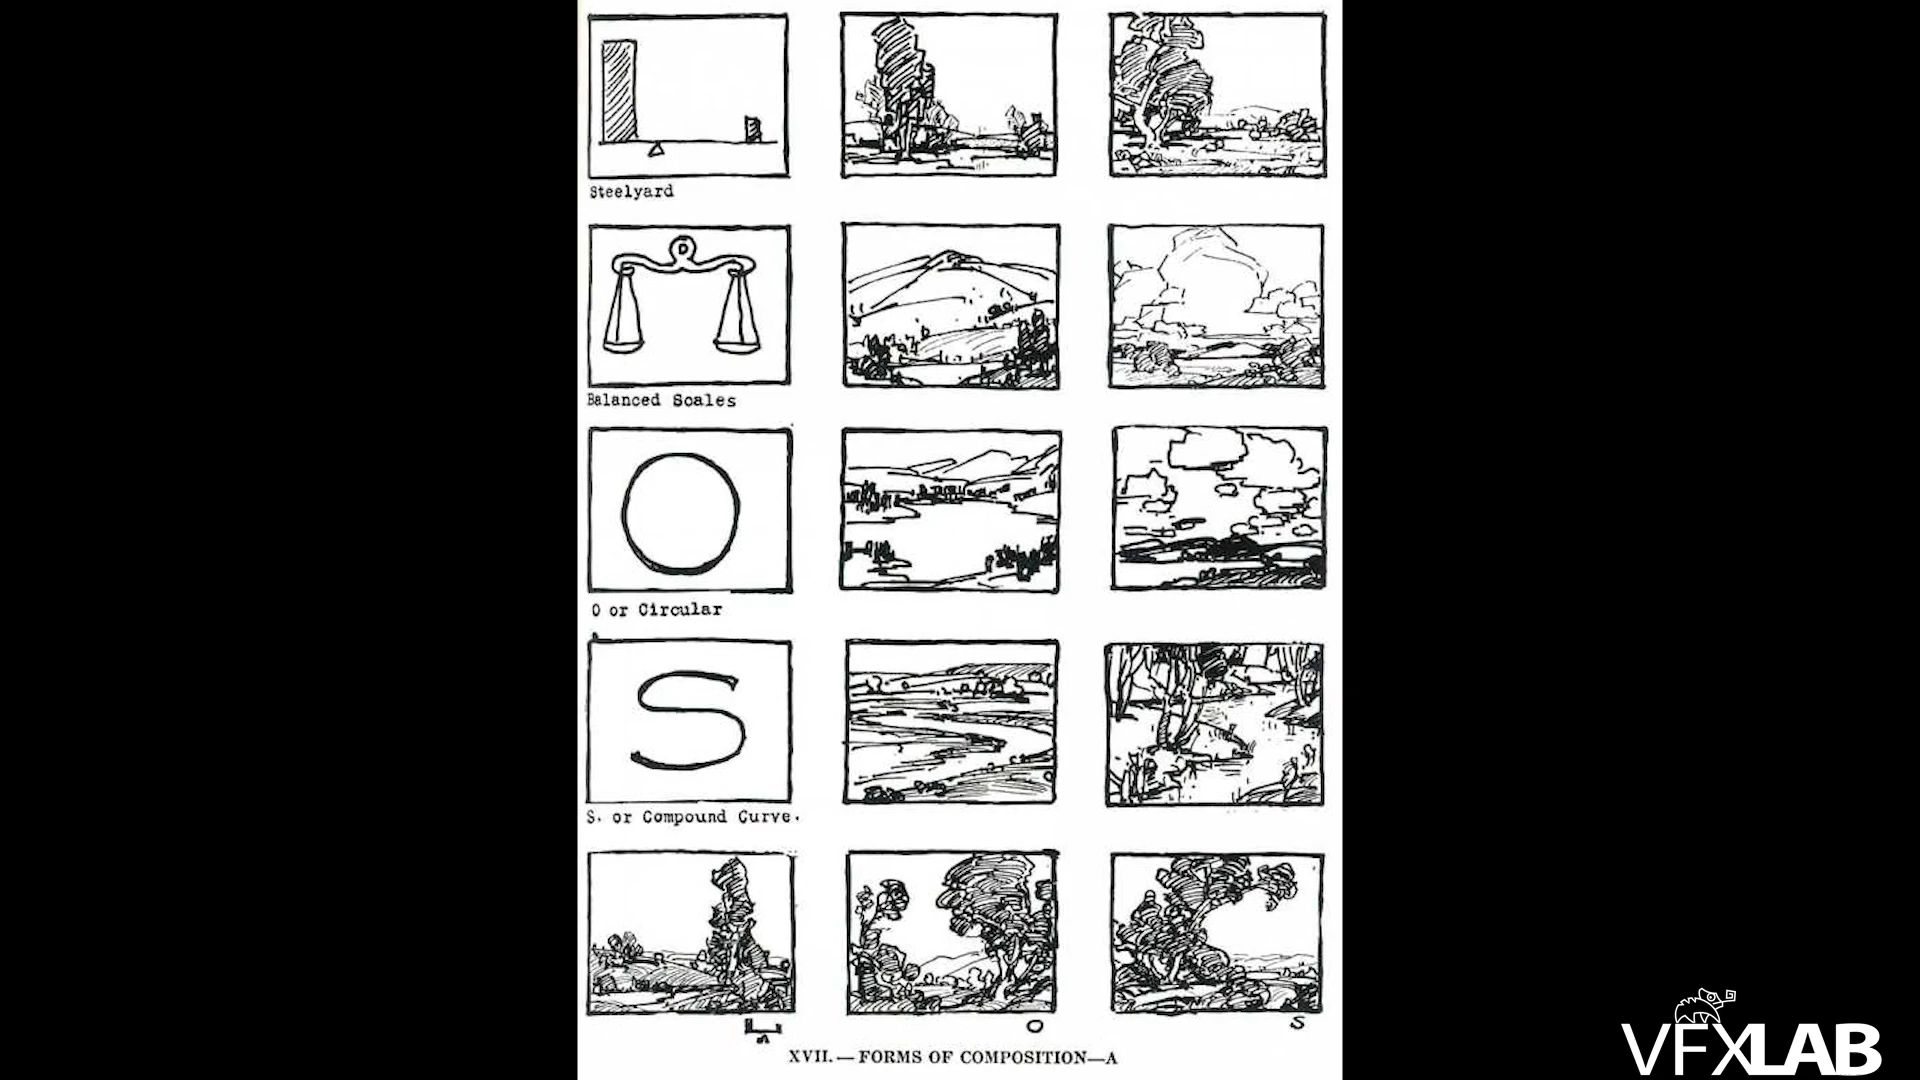 Steelyard
Balanced Scales
O or Circular
S
S. or Compound Curve.
O
S
XVII.—FORMS OF COMPOSITION—A
VFXLAB